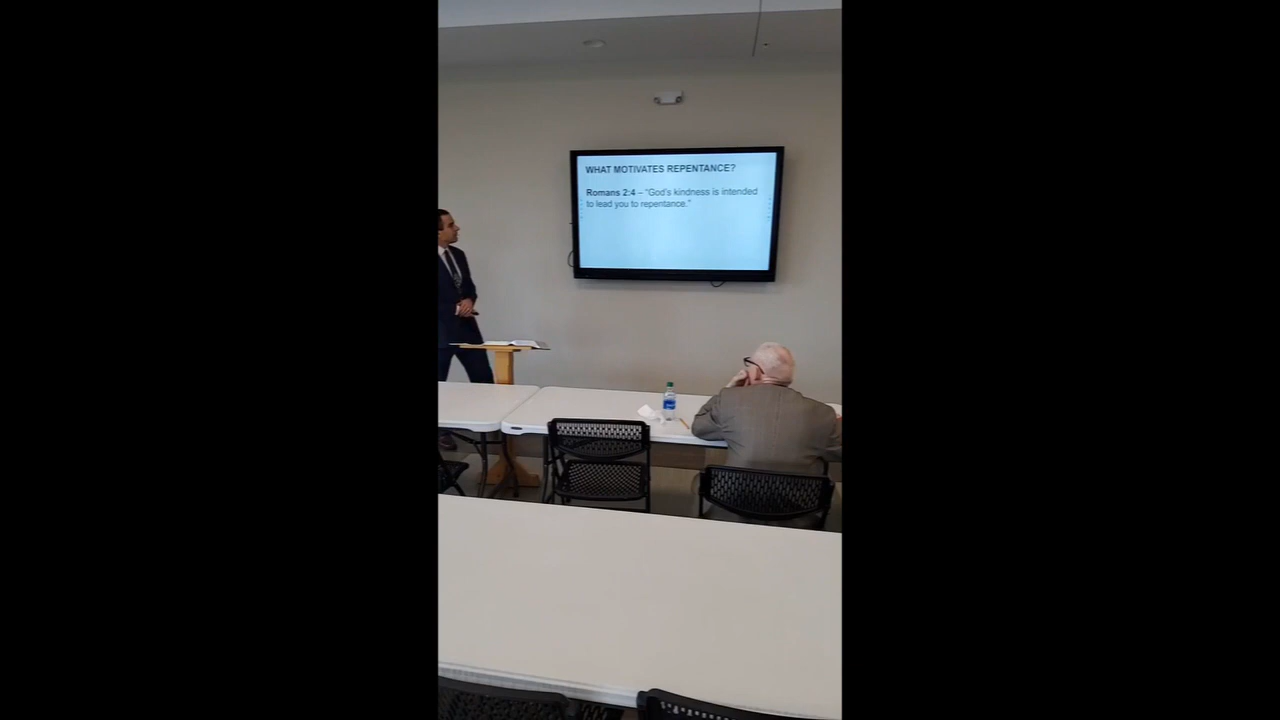 WHAT MOTIVATES REPENTANCE?
Romans 2:4 – "God's kindness is intended
to lead you to repentance."